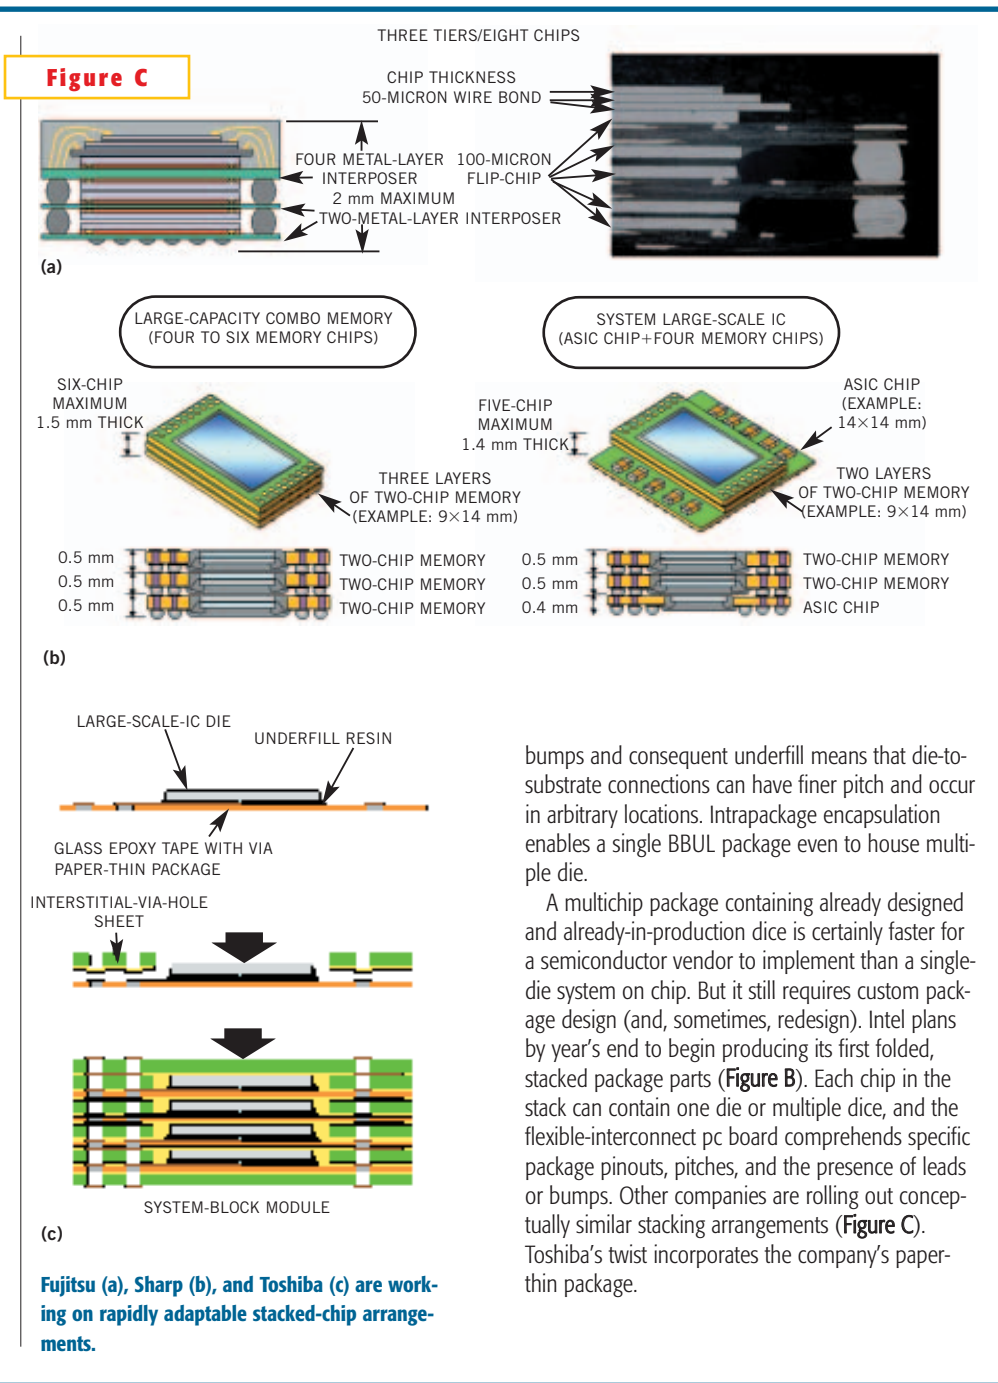 Figure C
THREE TIERS/EIGHT CHIPS
CHIP THICKNESS
50-MICRON WIRE BOND
FOUR METAL-LAYER
INTERPOSER
100-MICRON
FLIP-CHIP
2 mm MAXIMUM
TWO-METAL-LAYER INTERPOSER
(a)
LARGE-CAPACITY COMBO MEMORY
(FOUR TO SIX MEMORY CHIPS)
SIX-CHIP
MAXIMUM
1.5 mm THICK
THREE LAYERS
OF TWO-CHIP MEMORY
(EXAMPLE: 9×14 mm)
0.5 mm
TWO-CHIP MEMORY
0.5 mm
TWO-CHIP MEMORY
0.5 mm
TWO-CHIP MEMORY
SYSTEM LARGE-SCALE IC
(ASIC CHIP+FOUR MEMORY CHIPS)
FIVE-CHIP
MAXIMUM
1.4 mm THICK
ASIC CHIP
(EXAMPLE:
14×14 mm)
TWO LAYERS
OF TWO-CHIP MEMORY
(EXAMPLE: 9×14 mm)
0.5 mm
TWO-CHIP MEMORY
0.5 mm
TWO-CHIP MEMORY
0.4 mm
ASIC CHIP
(b)
LARGE-SCALE-IC DIE
UNDERFILL RESIN
GLASS EPOXY TAPE WITH VIA
PAPER-THIN PACKAGE
INTERSTITIAL-VIA-HOLE
SHEET
SYSTEM-BLOCK MODULE
(c)
Fujitsu (a), Sharp (b), and Toshiba (c) are work-
ing on rapidly adaptable stacked-chip arrange-
ments.
bumps and consequent underfill means that die-to-
substrate connections can have finer pitch and occur
in arbitrary locations. Intrapackage encapsulation
enables a single BBUL package even to house multi-
ple die.
A multichip package containing already designed
and already-in-production dice is certainly faster for
a semiconductor vendor to implement than a single-
die system on chip. But it still requires custom pack-
age design (and, sometimes, redesign). Intel plans
by year's end to begin producing its first folded,
stacked package parts (Figure B). Each chip in the
stack can contain one die or multiple dice, and the
flexible-interconnect pc board comprehends specific
package pinouts, pitches, and the presence of leads
or bumps. Other companies are rolling out concep-
tually similar stacking arrangements (Figure C).
Toshiba's twist incorporates the company's paper-
thin package.